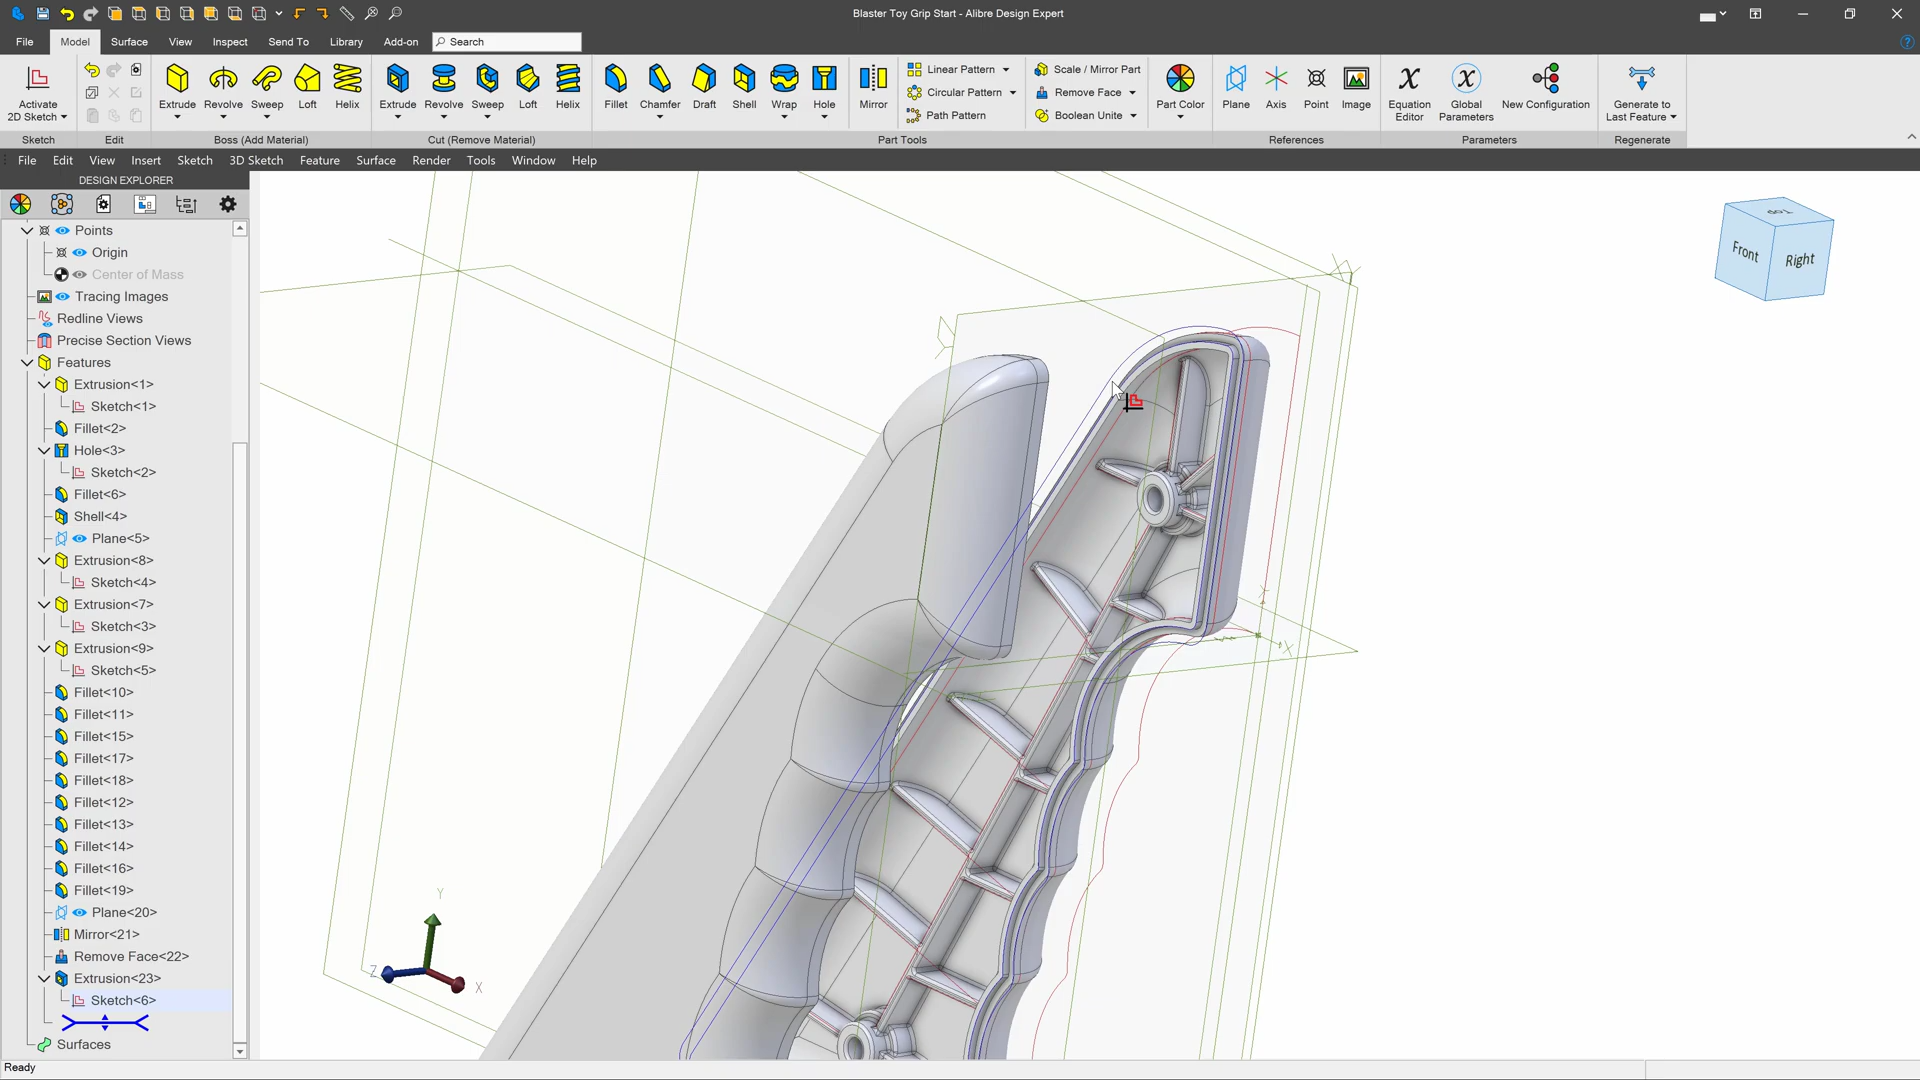 Blaster Toy Grip Start - Alibre Design Expert
File Model Surface View Inspect Send To Library Add-on Search
Activate
2D Sketch
Extrude Revolve Sweep Loft Helix
Extrude Revolve Sweep Loft Helix
Fillet Chamfer Draft Shell Wrap Hole
Linear Pattern
Circular Pattern
Path Pattern
Mirror
Scale / Mirror Part
Remove Face
Boolean Unite
Part Color
Plane Axis Point Image
Equation
Editor
Global
Parameters
New Configuration
Generate to
Last Feature
Sketch Edit Boss (Add Material) Cut (Remove Material) Part Tools References Parameters Regenerate
File Edit View Insert Sketch 3D Sketch Feature Surface Render Tools Window Help
DESIGN EXPLORER
Points
Origin
Center of Mass
Tracing Images
Redline Views
Precise Section Views
Features
Extrusion<1>
Sketch<1>
Fillet<2>
Hole<3>
Sketch<2>
Fillet<6>
Shell<4>
Plane<5>
Extrusion<8>
Sketch<4>
Extrusion<7>
Sketch<3>
Extrusion<9>
Sketch<5>
Fillet<10>
Fillet<11>
Fillet<15>
Fillet<17>
Fillet<18>
Fillet<12>
Fillet<13>
Fillet<14>
Fillet<16>
Fillet<19>
Plane<20>
Mirror<21>
Remove Face<22>
Extrusion<23>
Sketch<6>
Surfaces
Top
Front
Right
Y
Z
X
X
Ready